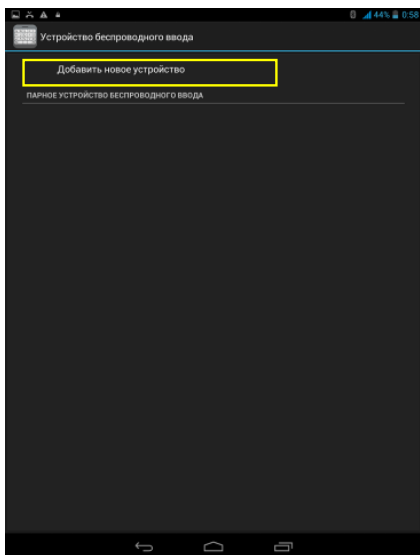 44% 0:58
Устройство беспроводного ввода
Добавить новое устройство
ПАРНОЕ УСТРОЙСТВО БЕСПРОВОДНОГО ВВОДА